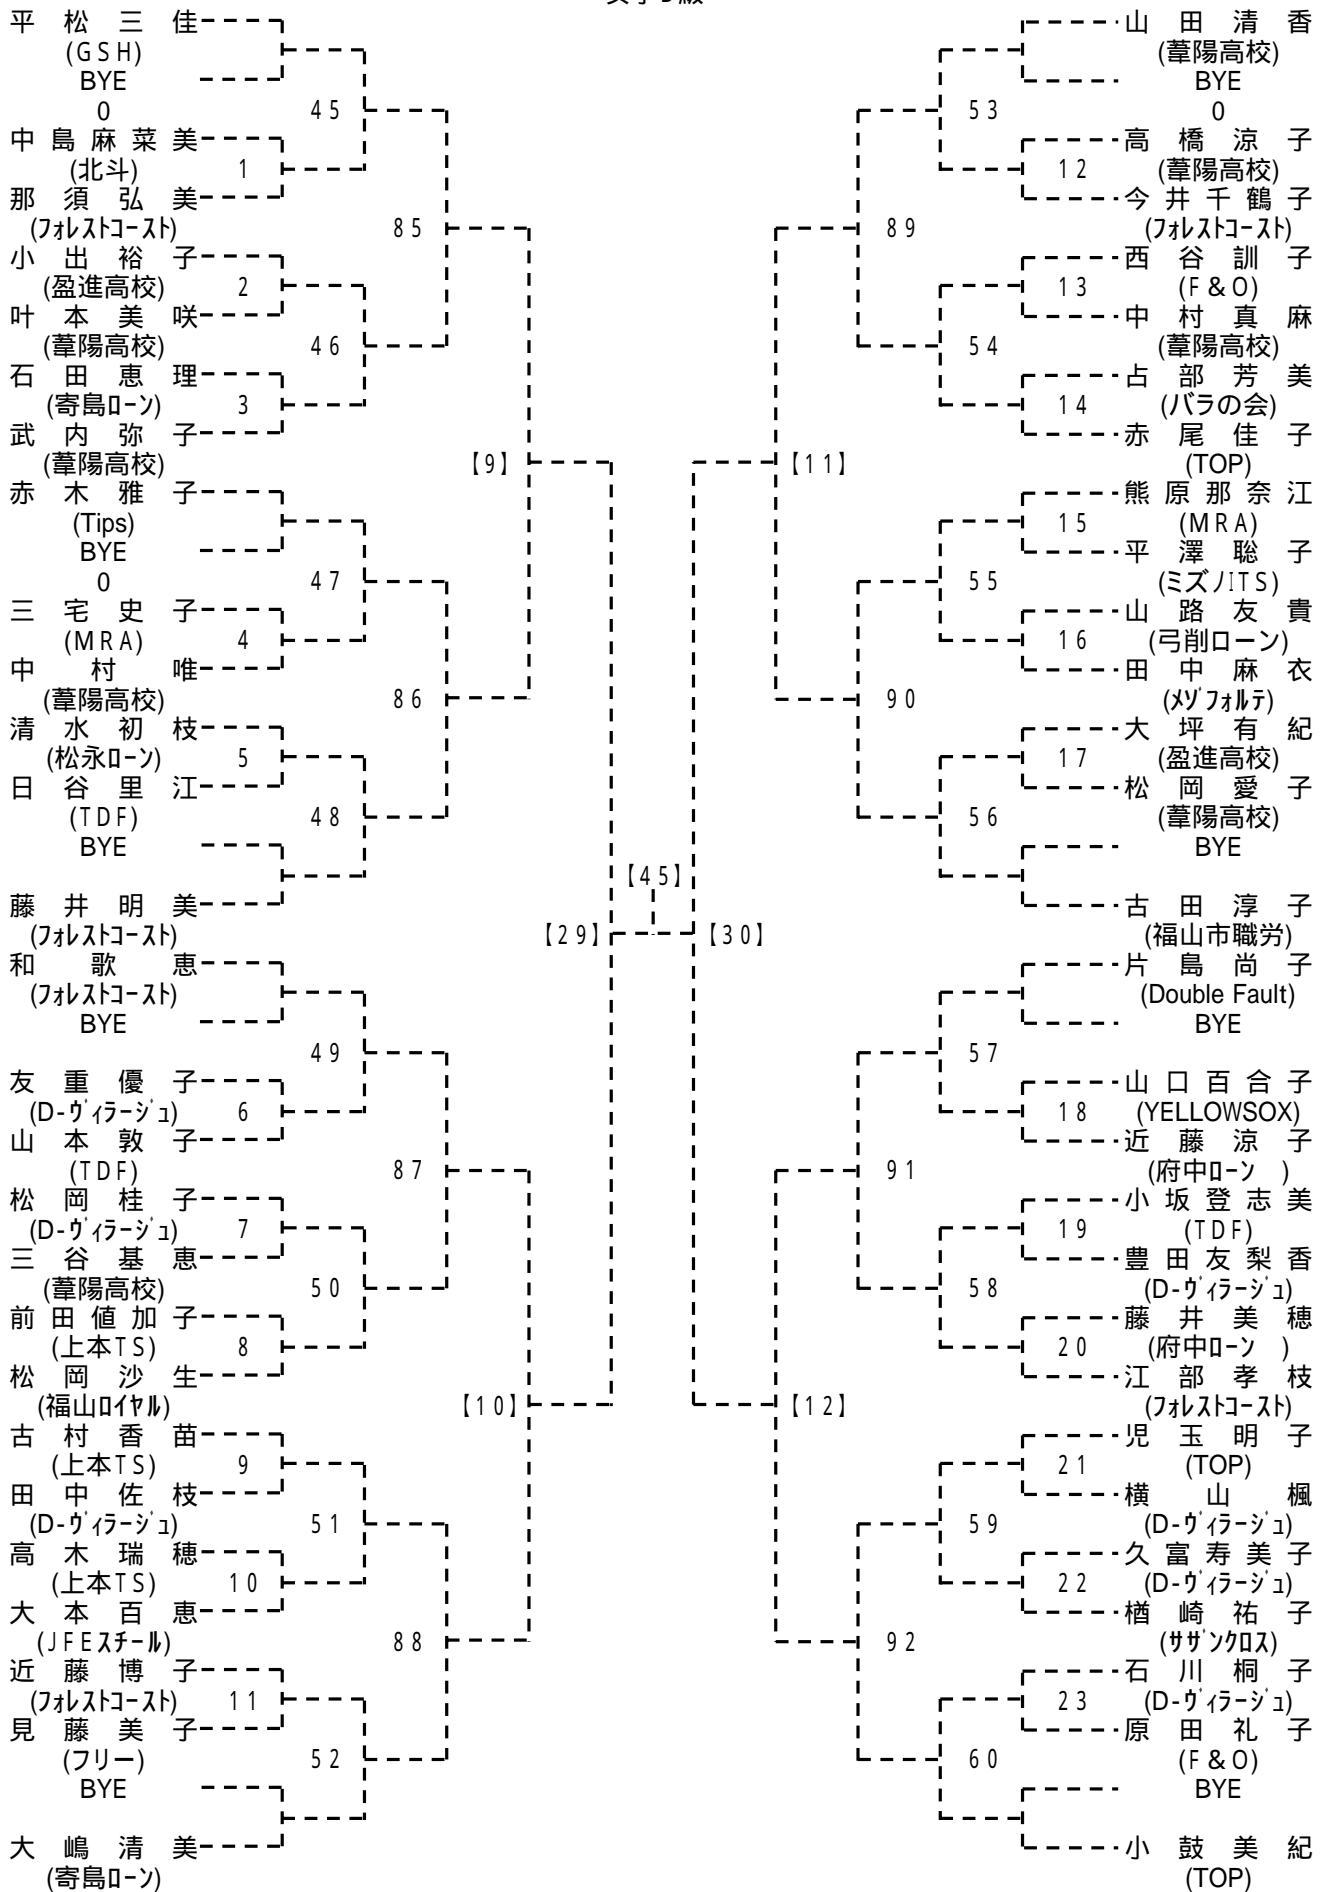 平松三佳
(GSH)
BYE
0
45
中島麻菜美
(北斗)
1
那須弘美
(フォレストコースト)
85
小出裕子
(盈進高校)
2
叶本美咲
(葦陽高校)
46
石田恵理
(寄島ローン)
3
武内弥子
(葦陽高校)
【9】
赤木雅子
(Tips)
BYE
0
47
三宅史子
(MRA)
4
中村唯
(葦陽高校)
86
清水初枝
(松永ローン)
5
日谷里江
(TDF)
48
BYE
藤井明美
(フォレストコースト)
【29】
【45】
【30】
和歌恵
(フォレストコースト)
BYE
49
友重優子
(D-ヴィラージュ)
6
山本敦子
(TDF)
87
松岡桂子
(D-ヴィラージュ)
7
三谷基恵
(葦陽高校)
50
前田値加子
(上本TS)
8
松岡沙生
(福山ロイヤル)
【10】
古村香苗
(上本TS)
9
田中佐枝
(D-ヴィラージュ)
51
高木瑞穂
(上本TS)
10
大本百恵
(JFEスチール)
88
近藤博子
(フォレストコースト)
11
見藤美子
(フリー)
52
BYE
大嶋清美
(寄島ローン)
山田清香
(葦陽高校)
BYE
0
53
高橋涼子
(葦陽高校)
12
今井千鶴子
(フォレストコースト)
89
西谷訓子
(F&O)
13
中村真麻
(葦陽高校)
54
占部芳美
(バラの会)
14
赤尾佳子
(TOP)
【11】
熊原那奈江
(MRA)
15
平澤聡子
(ミズノITS)
55
山路友貴
(弓削ローン)
16
田中麻衣
(メゾフォルテ)
90
大坪有紀
(盈進高校)
17
松岡愛子
(葦陽高校)
56
BYE
古田淳子
(福山市職労)
片島尚子
(Double Fault)
BYE
57
山口百合子
(YELLOWSOX)
18
近藤涼子
(府中ローン )
91
小坂登志美
(TDF)
19
豊田友梨香
(D-ヴィラージュ)
58
藤井美穂
(府中ローン )
20
江部孝枝
(フォレストコースト)
【12】
児玉明子
(TOP)
21
横山楓
(D-ヴィラージュ)
59
久富寿美子
(D-ヴィラージュ)
22
楢崎祐子
(サザンクロス)
92
石川桐子
(D-ヴィラージュ)
23
原田礼子
(F&O)
60
BYE
小鼓美紀
(TOP)